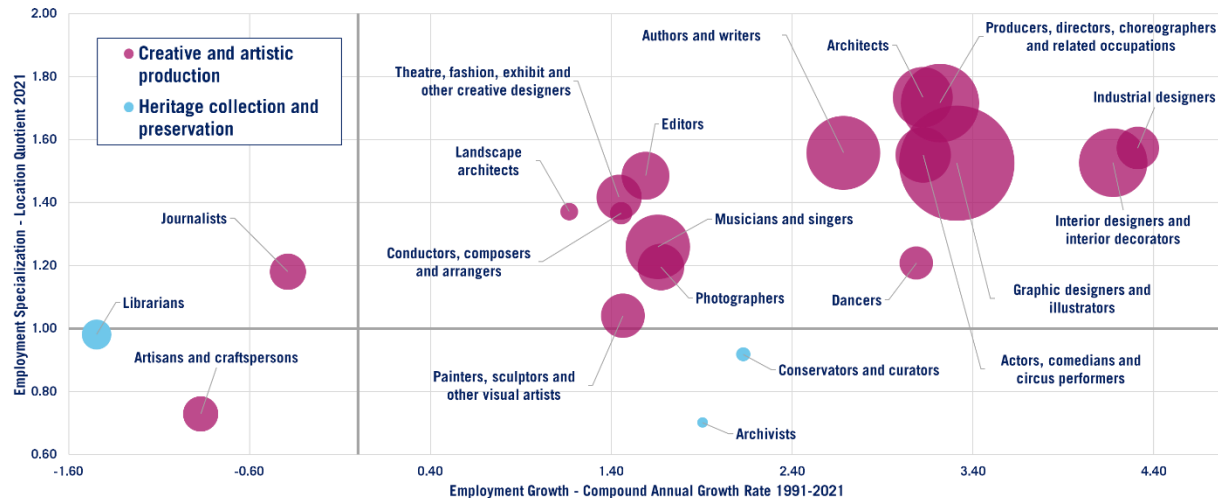 2.00
1.80
1.60
1.40
1.20
1.00
0.80
0.60
Employment Specialization - Location Quotient 2021
Creative and artistic
production
Heritage collection and
preservation
Authors and writers
Architects
Producers, directors, choreographers
and related occupations
Theatre, fashion, exhibit and
other creative designers
Industrial designers
Editors
Landscape
architects
Journalists
Musicians and singers
Interior designers and
interior decorators
Conductors, composers
and arrangers
Photographers
Dancers
Graphic designers and
illustrators
Librarians
Artisans and craftspersons
Painters, sculptors and
other visual artists
Conservators and curators
Actors, comedians and
circus performers
Archivists
-1.60
-0.60
0.40
1.40
2.40
3.40
4.40
Employment Growth - Compound Annual Growth Rate 1991-2021